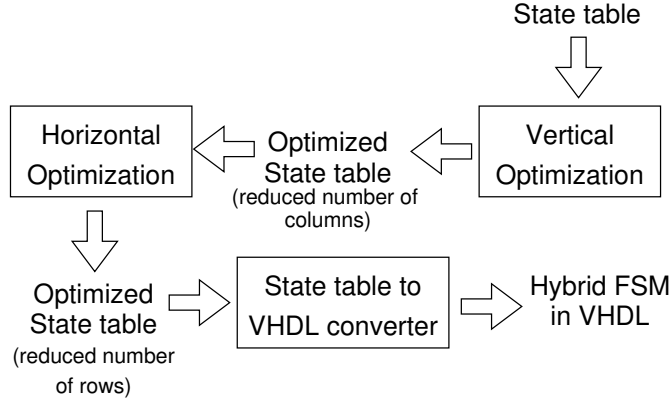 State table
Vertical
Optimization
Optimized
State table
(reduced number of
columns)
Horizontal
Optimization
Optimized
State table
(reduced number
of rows)
State table to
VHDL converter
Hybrid FSM
in VHDL